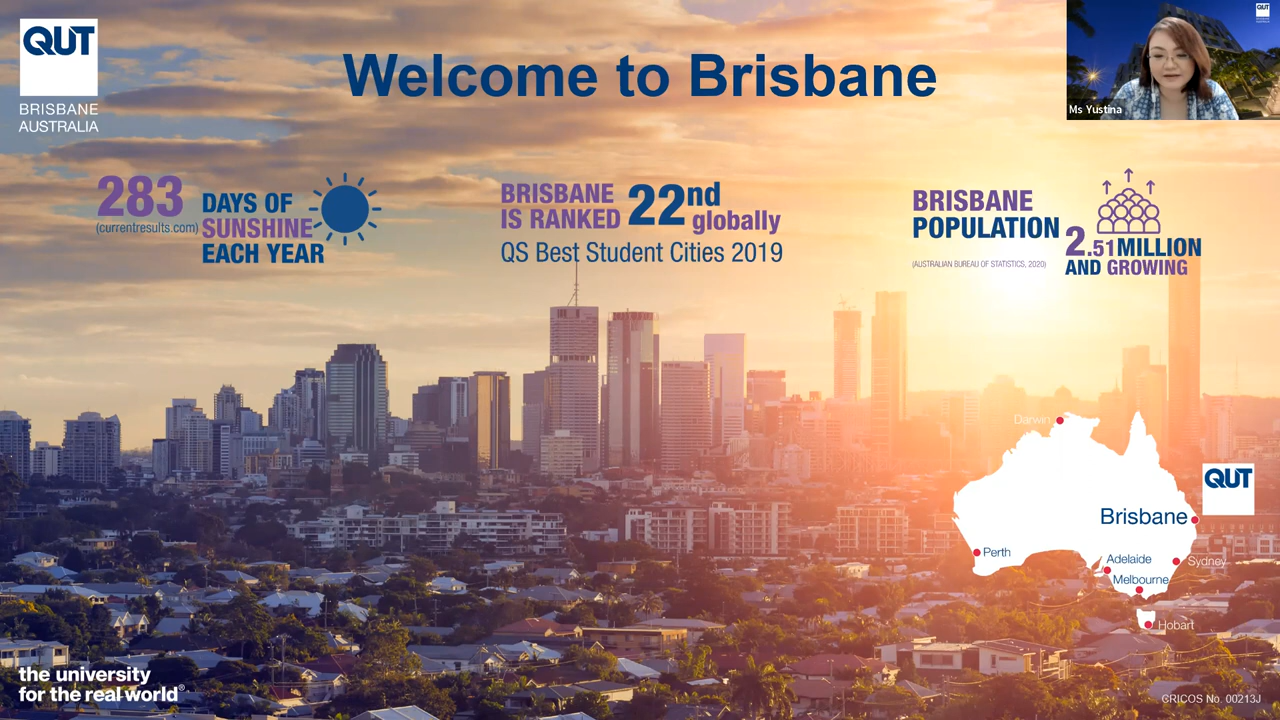 QUT
BRISBANE
AUSTRALIA
Welcome to Brisbane
QUT
Ms Yustina
283
(currentresults.com)
DAYS OF
SUNSHINE
EACH YEAR
BRISBANE
IS RANKED
22nd
globally
QS Best Student Cities 2019
BRISBANE
POPULATION
(AUSTRALIAN BUREAU OF STATISTICS, 2020)
2.51MILLION
AND GROWING
Darwin
QUT
Brisbane
Perth
Adelaide
Sydney
Melbourne
Hobart
the university
for the real world®
CRICOS No. 00213J